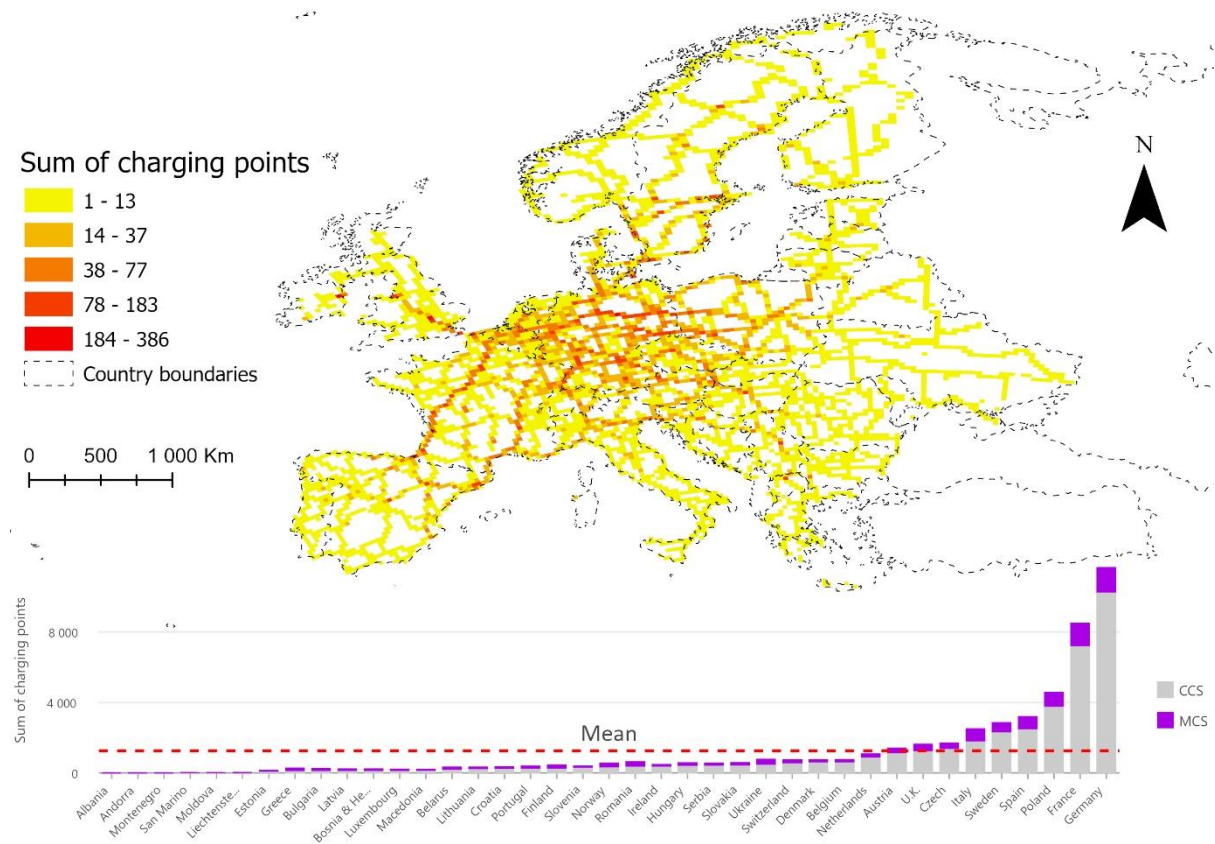 N
Sum of charging points
1 - 13
14 - 37
38 - 77
78 - 183
184 - 386
Country boundaries
0 500 1 000 Km
Sum of charging points
8 000
4 000
0
Mean
CCS
MCS
Albania
Andorra
Montenegro
San Marino
Moldova
Liechtenste...
Estonia
Greece
Bulgaria
Latvia
Bosnia & He...
Luxembourg
Macedonia
Belarus
Lithuania
Croatia
Portugal
Finland
Slovenia
Norway
Romania
Ireland
Hungary
Serbia
Slovakia
Ukraine
Switzerland
Denmark
Belgium
Netherlands
Austria
U.K.
Czech
Italy
Sweden
Spain
Poland
France
Germany